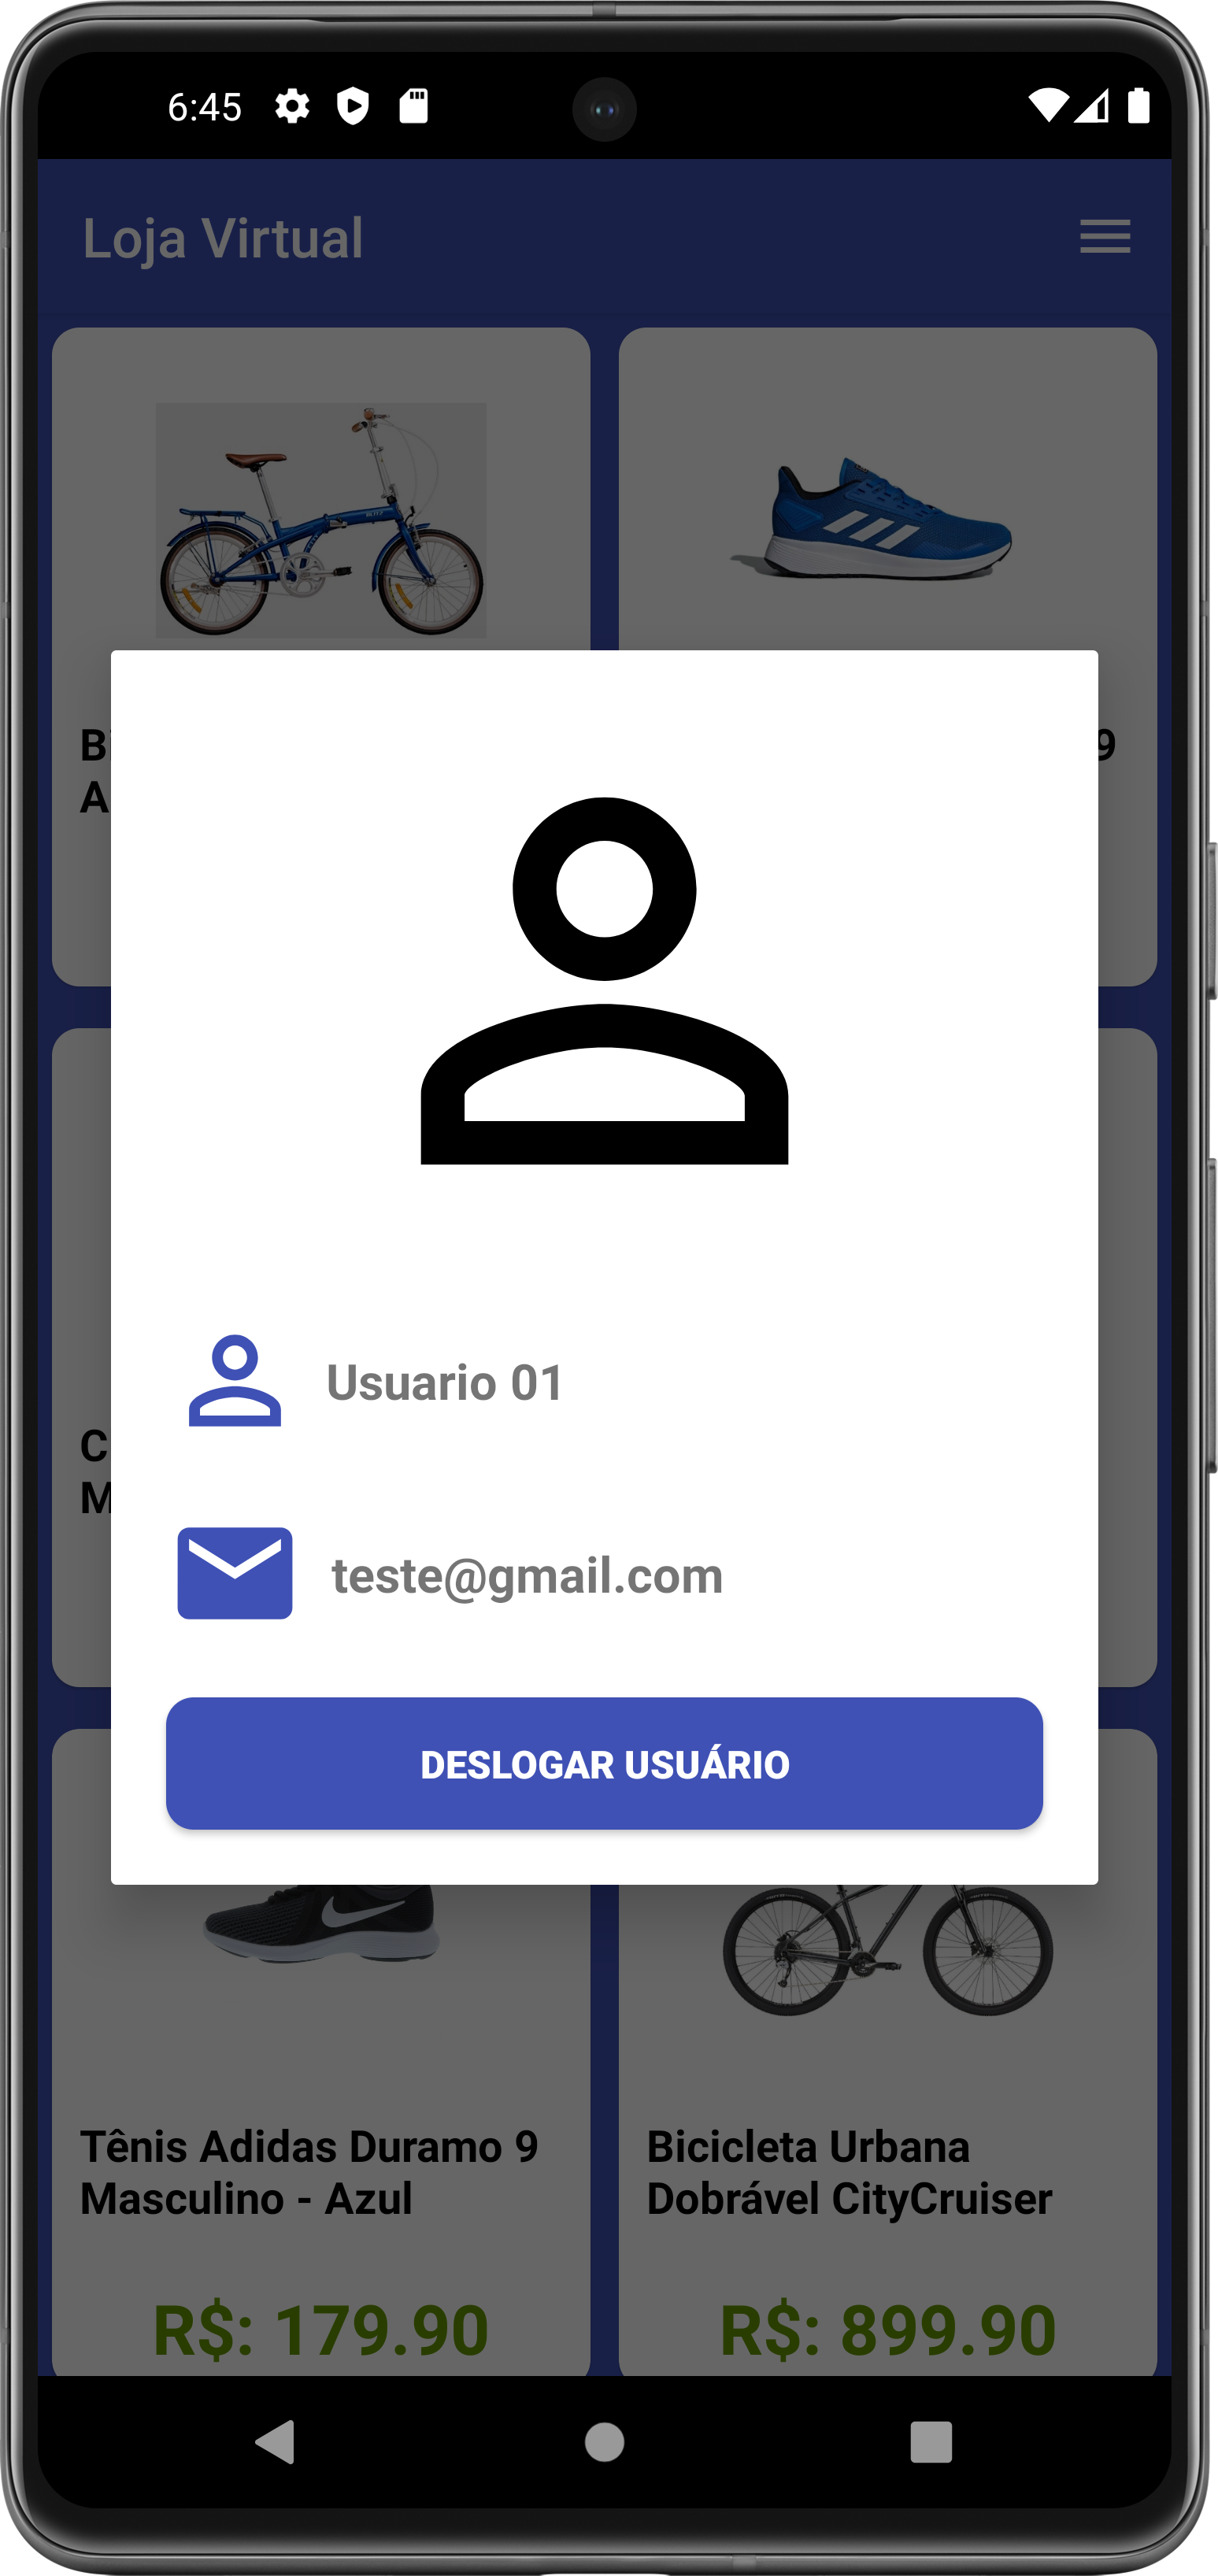 6:45
Loja Virtual
9
Usuario 01
teste@gmail.com
DESLOGAR USUÁRIO
Tênis Adidas Duramo 9
Masculino - Azul
R$: 179.90
Bicicleta Urbana
Dobrável CityCruiser
R$: 899.90